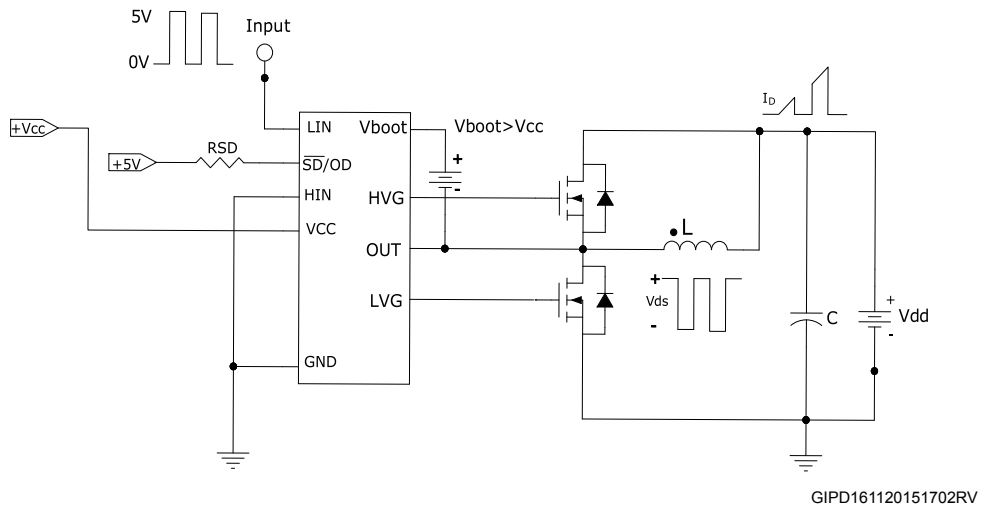 5V
0V
Input
+Vcc
+5V
RSD
LIN
SD/OD
HIN
VCC
GND
Vboot
HVG
OUT
LVG
Vboot>Vcc
+
-
L
+
Vds
-
ID
C
+
Vdd
-
GIPD161120151702RV